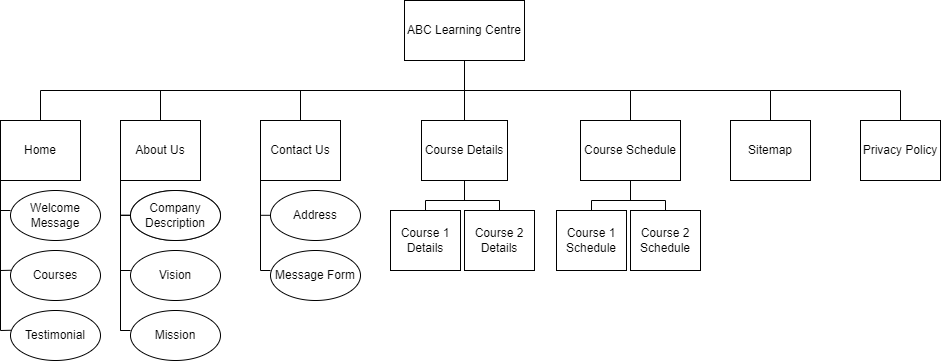 ABC Learning Centre
Home
About Us
Contact Us
Course Details
Course Schedule
Sitemap
Privacy Policy
Welcome
Message
Company
Description
Address
Course 1
Details
Course 2
Details
Course 1
Schedule
Course 2
Schedule
Courses
Vision
Message Form
Testimonial
Mission